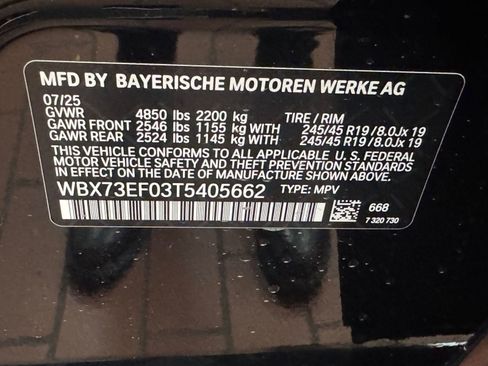 MFD BY BAYERISCHE MOTOREN WERKE AG
07/25
GVWR 4850 lbs 2200 kg TIRE / RIM
GAWR FRONT 2546 lbs 1155 kg WITH 245/45 R19 / 8.0Jx 19
GAWR REAR 2524 lbs 1145 kg WITH 245/45 R19 / 8.0Jx 19
THIS VEHICLE CONFORMS TO ALL APPLICABLE U. S. FEDERAL
MOTOR VEHICLE SAFETY AND THEFT PREVENTION STANDARDS
IN EFFECT ON THE DATE OF MANUFACTURE SHOWN ABOVE.
WBX73EF03T5405662 TYPE: MPV
668
7 320 730